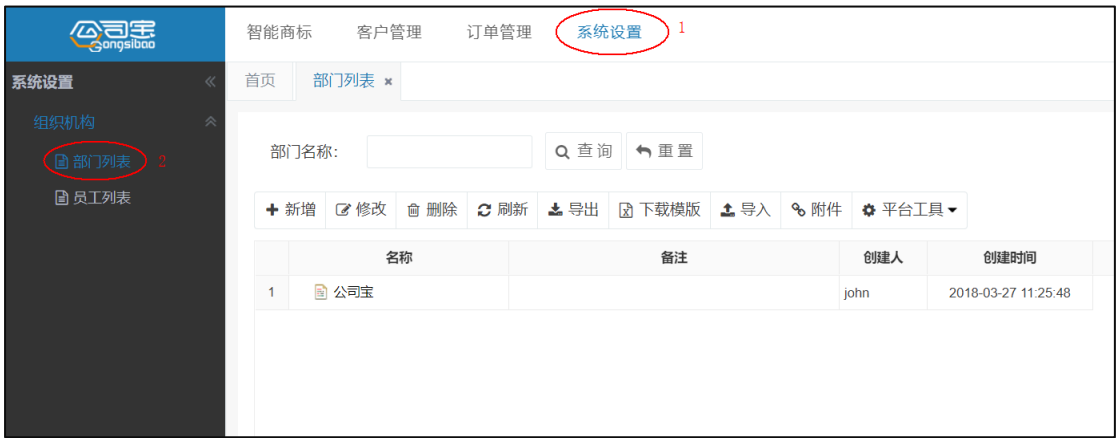 公司宝
Gongsibao
智能商标 客户管理 订单管理 系统设置 1
系统设置
首页 部门列表 ×
组织机构
部门列表 2
员工列表
部门名称: 查询 重置
新增 修改 删除 刷新 导出 下载模版 导入 附件 平台工具
名称 备注 创建人 创建时间
1 公司宝 john 2018-03-27 11:25:48